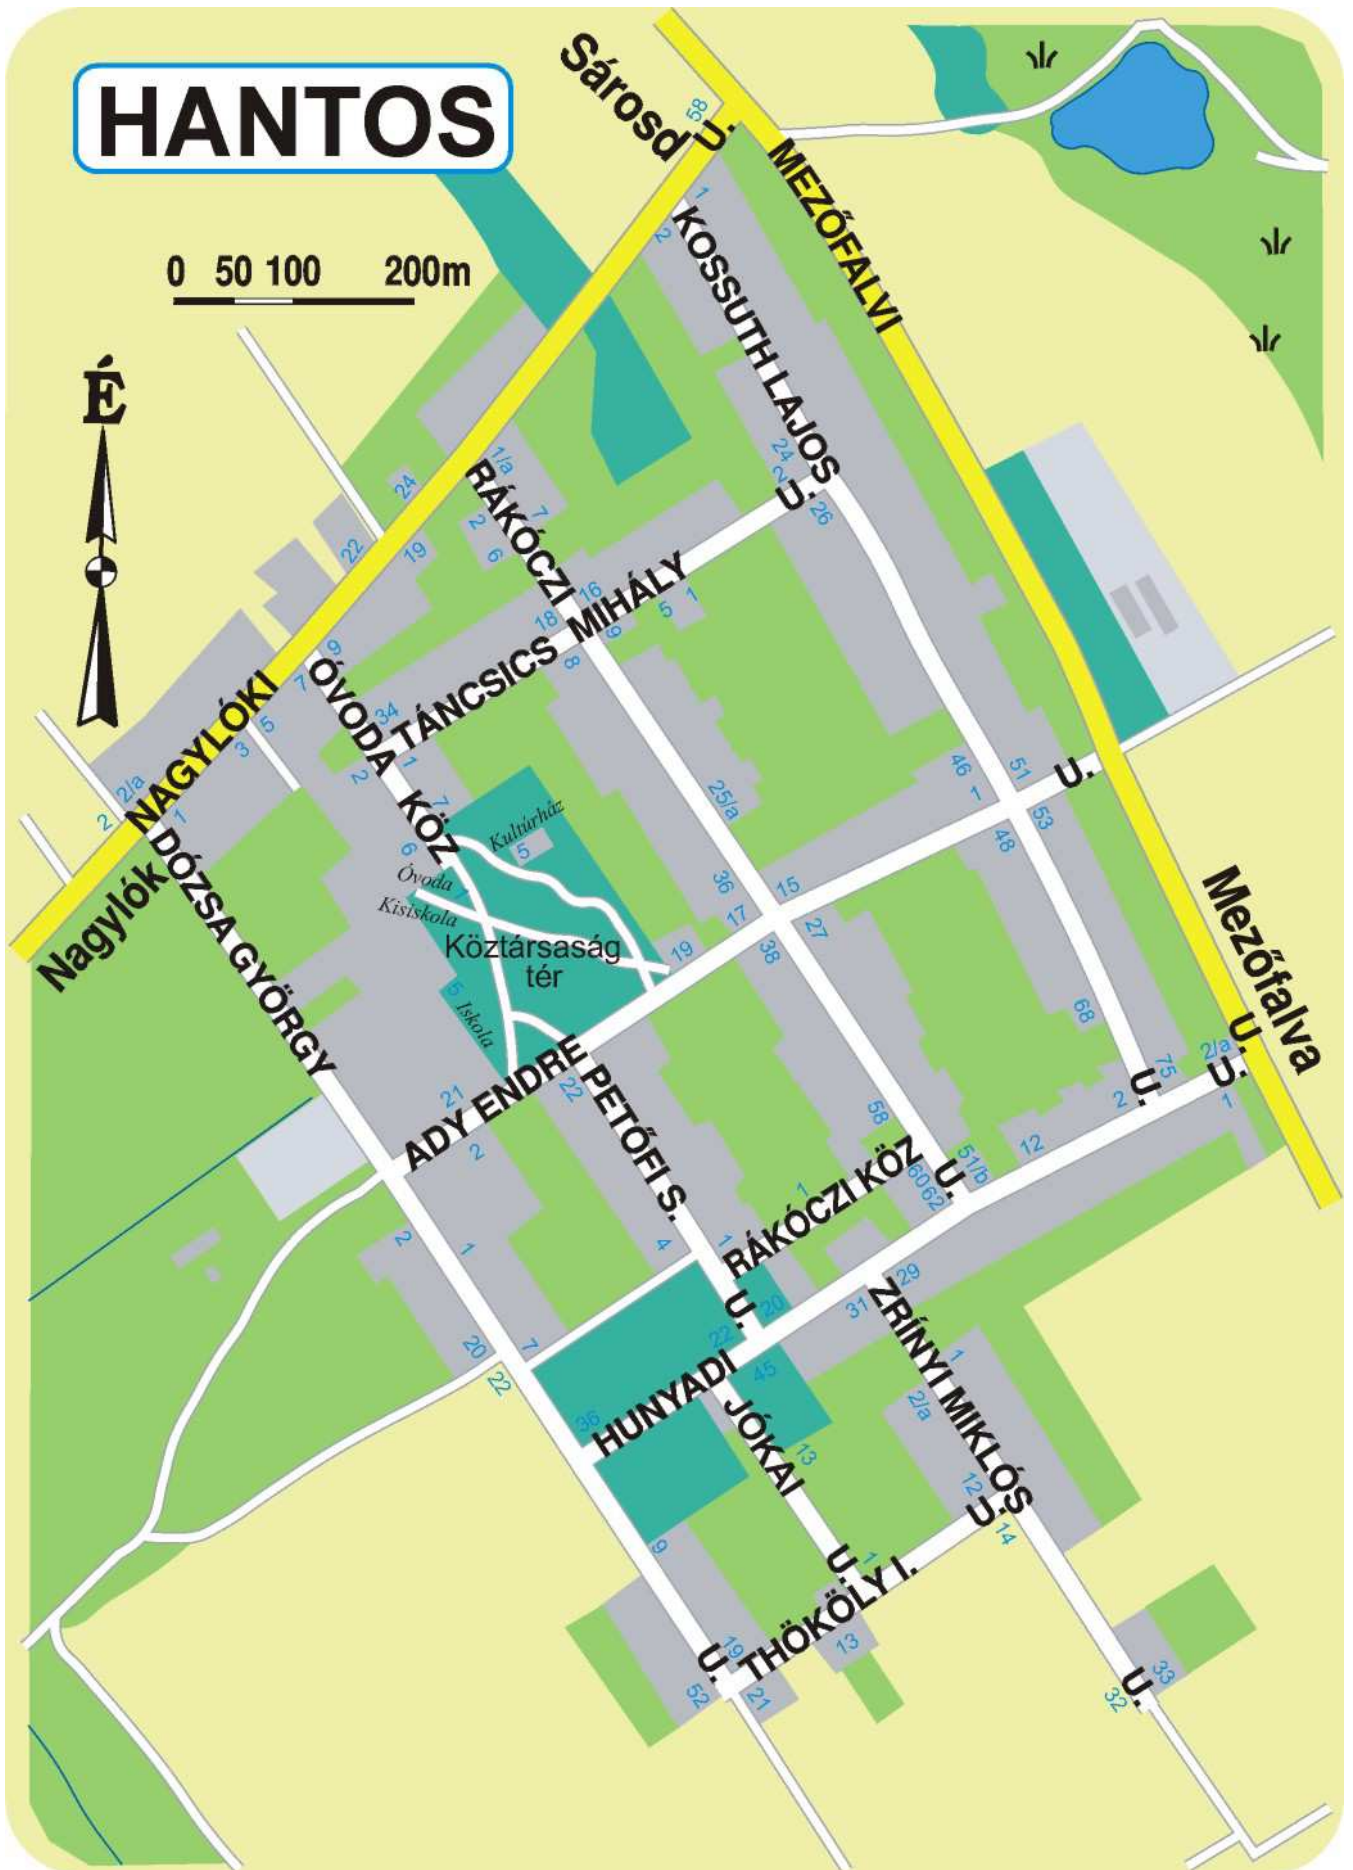 HANTOS
Sárosd
58
U.
MEZŐFALVI
1
2
KOSSUTH LAJOS
0 50 100 200m
É
24
2
U.
26
1/a
RÁKÓCZI
7
2
6
24
22
19
16
18
MIHÁLY
5
1
9
8
TÁNCSICS
34
9
7
ÓVODA
KÖZ
1
2
NAGYLÓKI
5
3
2/a
2
1
Nagylók
DÓZSA GYÖRGY
7
6
Kultúrház
5
Óvoda
7
Kisiskola
Köztársaság
tér
5
Iskola
19
25/a
36
17
15
27
38
46
1
51
U.
53
48
68
Mezőfalva
U.
2/a
U.
1
75
U.
2
12
ADY ENDRE
21
2
22
PETŐFI S.
58
RÁKÓCZI KÖZ
1
60
62
U.
51/b
2
1
4
1
U.
20
22
HUNYADI
45
36
31
29
ZRÍNYI MIKLÓS
1
2/a
20
7
22
JÓKAI
13
12
U.
14
9
U.
1
THÖKÖLY I.
13
U.
19
21
52
U.
33
32